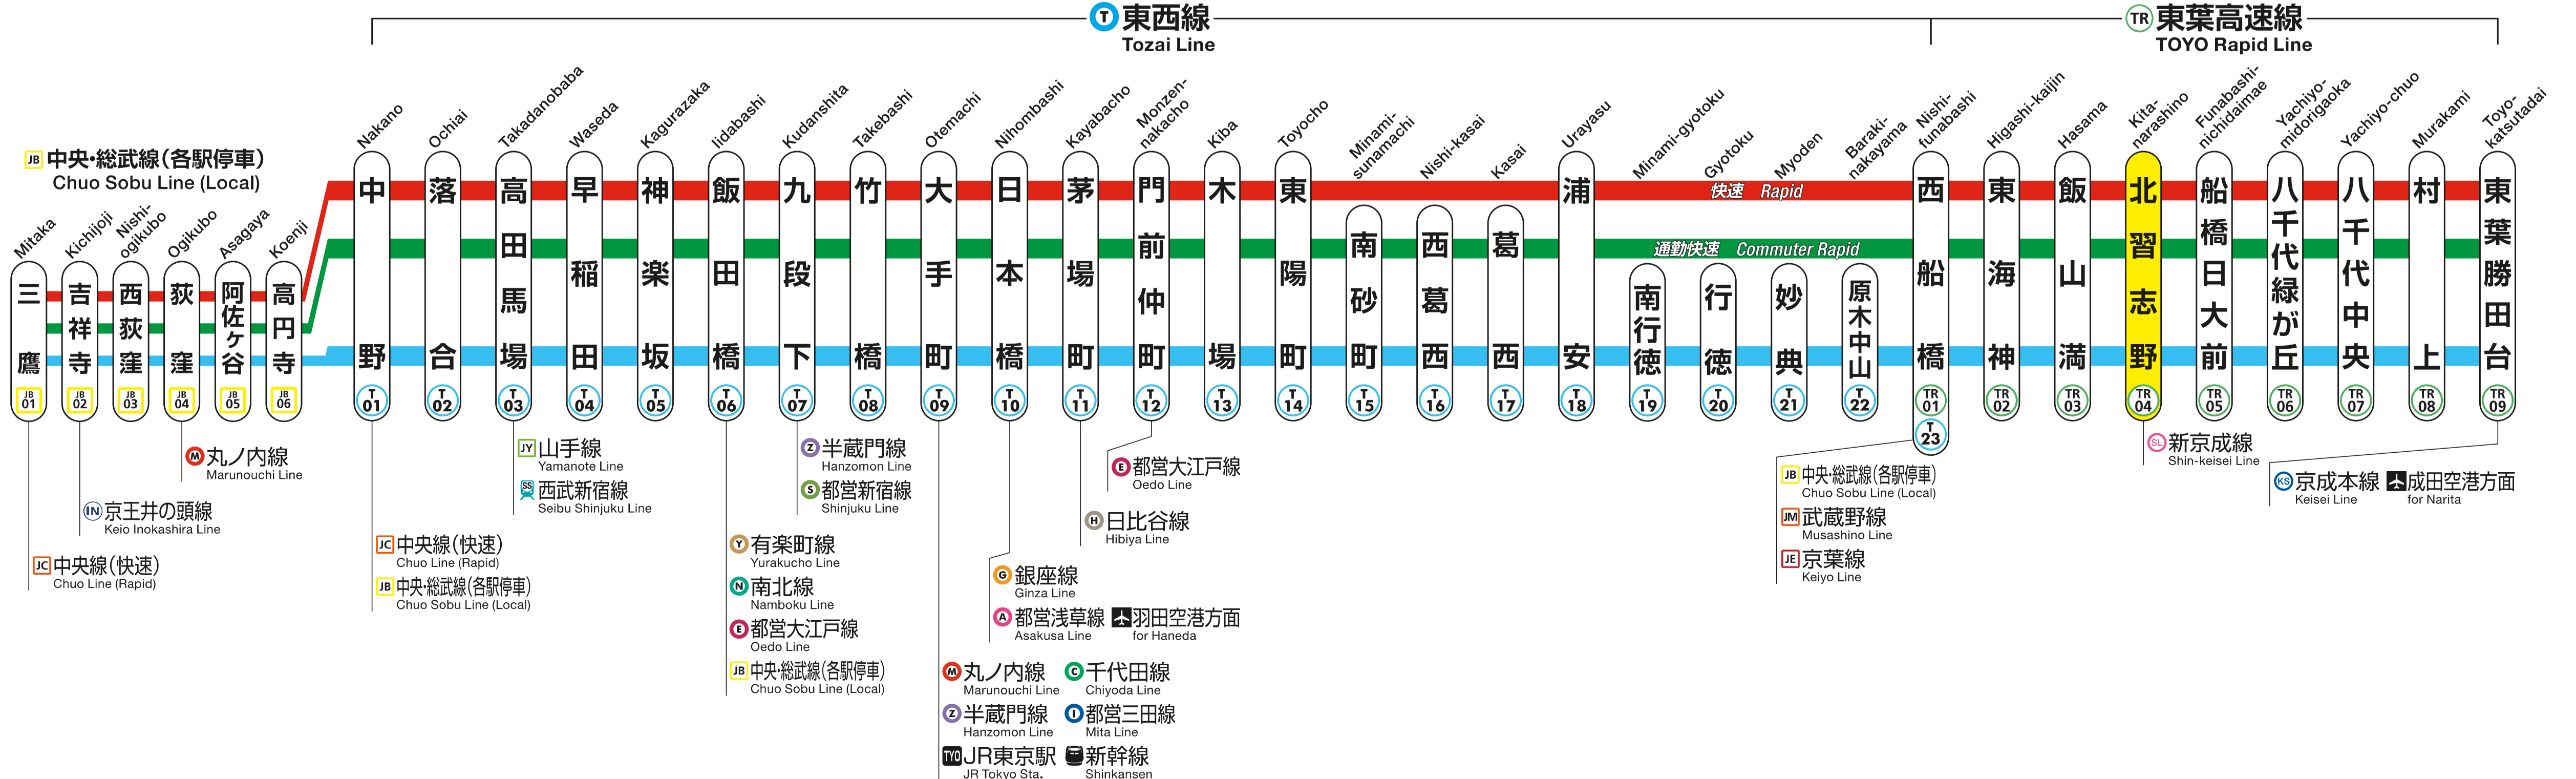 T 東西線
Tozai Line
TR 東葉高速線
TOYO Rapid Line
JB 中央・総武線（各駅停車）
Chuo Sobu Line (Local)
Mitaka
Kichijoji
Nishi-
ogikubo
Ogikubo
Asagaya
Koenji
Nakano
Ochiai
Takadanobaba
Waseda
Kagurazaka
Iidabashi
Kudanshita
Takebashi
Otemachi
Nihombashi
Kayabacho
Monzen-
nakacho
Kiba
Toyocho
Minami-
sunamachi
Nishi-kasai
Kasai
Urayasu
Minami-gyotoku
Gyotoku
Myoden
Baraki-
nakayama
Nishi-
funabashi
Higashi-kaijin
Hasama
Kita-
narashino
Funabashi-
nichidaimae
Yachiyo-
midorigaoka
Yachiyo-chuo
Murakami
Toyo-
katsutadai
快速 Rapid
通勤快速 Commuter Rapid
三鷹
JB 01
吉祥寺
JB 02
西荻窪
JB 03
荻窪
JB 04
阿佐ヶ谷
JB 05
高円寺
JB 06
中野
T 01
落合
T 02
高田馬場
T 03
早稲田
T 04
神楽坂
T 05
飯田橋
T 06
九段下
T 07
竹橋
T 08
大手町
T 09
日本橋
T 10
茅場町
T 11
門前仲町
T 12
木場
T 13
東陽町
T 14
南砂町
T 15
西葛西
T 16
葛西
T 17
浦安
T 18
南行徳
T 19
行徳
T 20
妙典
T 21
原木中山
T 22
西船橋
TR 01
T 23
東海神
TR 02
飯山満
TR 03
北習志野
TR 04
船橋日大前
TR 05
八千代緑が丘
TR 06
八千代中央
TR 07
村上
TR 08
東葉勝田台
TR 09
M 丸ノ内線
Marunouchi Line
IN 京王井の頭線
Keio Inokashira Line
JC 中央線（快速）
Chuo Line (Rapid)
JC 中央線（快速）
Chuo Line (Rapid)
JB 中央・総武線（各駅停車）
Chuo Sobu Line (Local)
JY 山手線
Yamanote Line
SS 西武新宿線
Seibu Shinjuku Line
Y 有楽町線
Yurakucho Line
N 南北線
Namboku Line
E 都営大江戸線
Oedo Line
JB 中央・総武線（各駅停車）
Chuo Sobu Line (Local)
Z 半蔵門線
Hanzomon Line
S 都営新宿線
Shinjuku Line
M 丸ノ内線
Marunouchi Line
C 千代田線
Chiyoda Line
Z 半蔵門線
Hanzomon Line
I 都営三田線
Mita Line
TYO JR東京駅
JR Tokyo Sta.
新幹線
Shinkansen
G 銀座線
Ginza Line
A 都営浅草線 羽田空港方面
Asakusa Line for Haneda
H 日比谷線
Hibiya Line
E 都営大江戸線
Oedo Line
JB 中央・総武線（各駅停車）
Chuo Sobu Line (Local)
JM 武蔵野線
Musashino Line
JE 京葉線
Keiyo Line
SL 新京成線
Shin-keisei Line
KS 京成本線 成田空港方面
Keisei Line for Narita